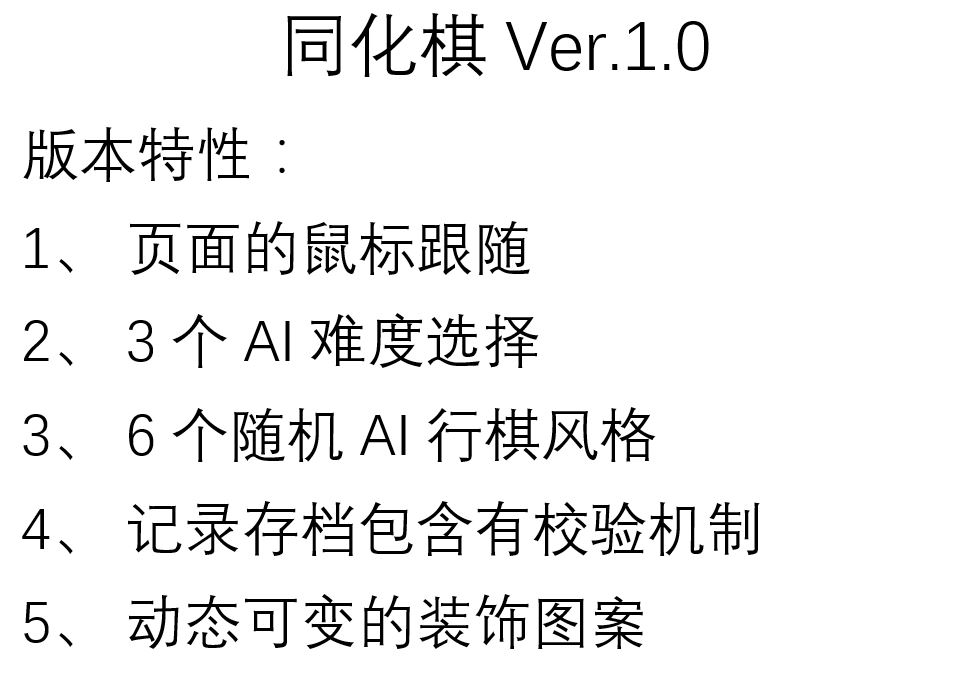 同化棋 Ver.1.0
版本特性：
1、 页面的鼠标跟随
2、 3 个 AI 难度选择
3、 6 个随机 AI 行棋风格
4、 记录存档包含有校验机制
5、 动态可变的装饰图案